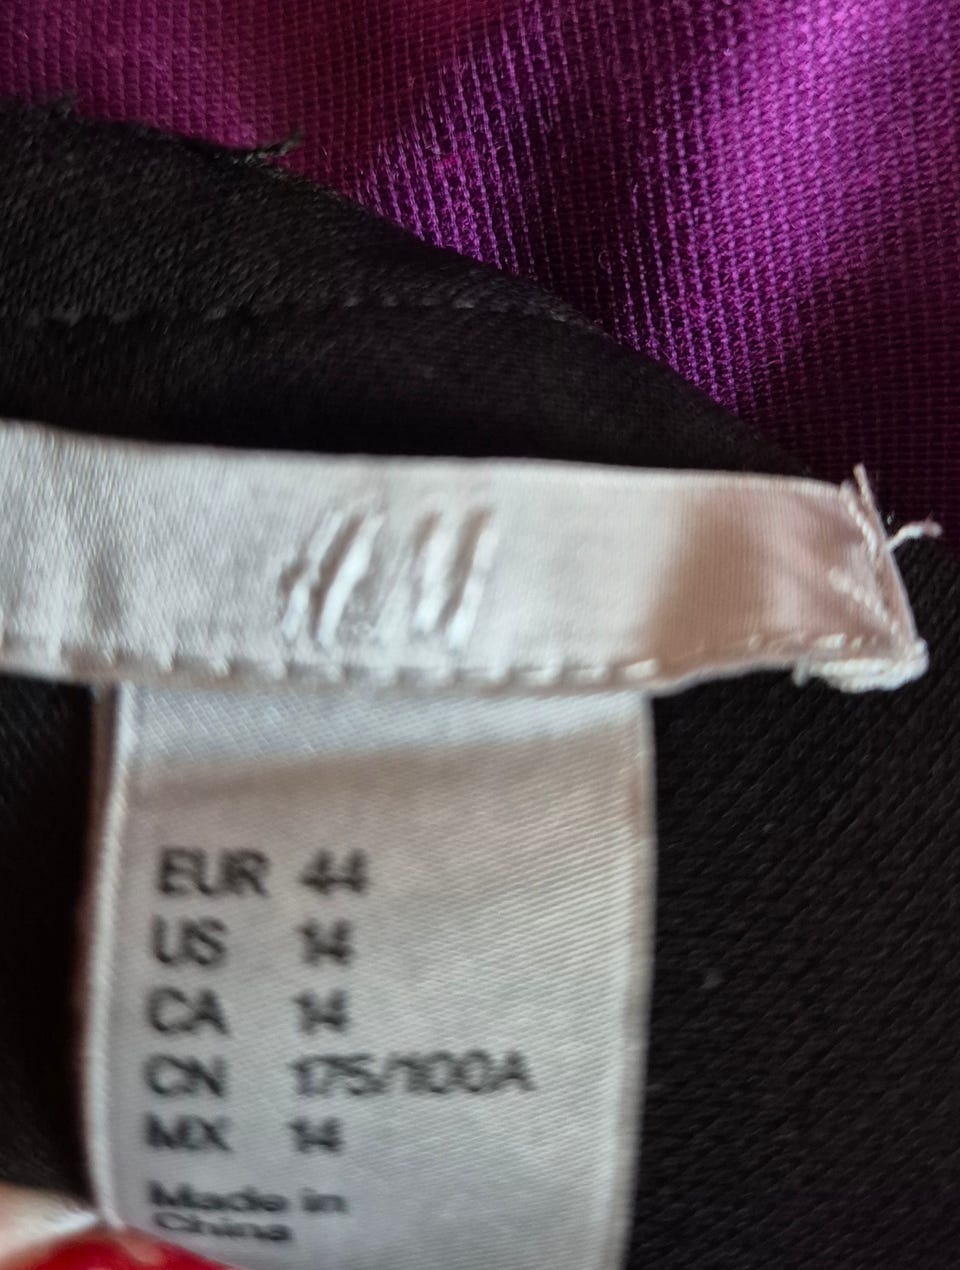 EUR 44
US 14
CA 14
CN 175/100A
MX 14
Made in
China